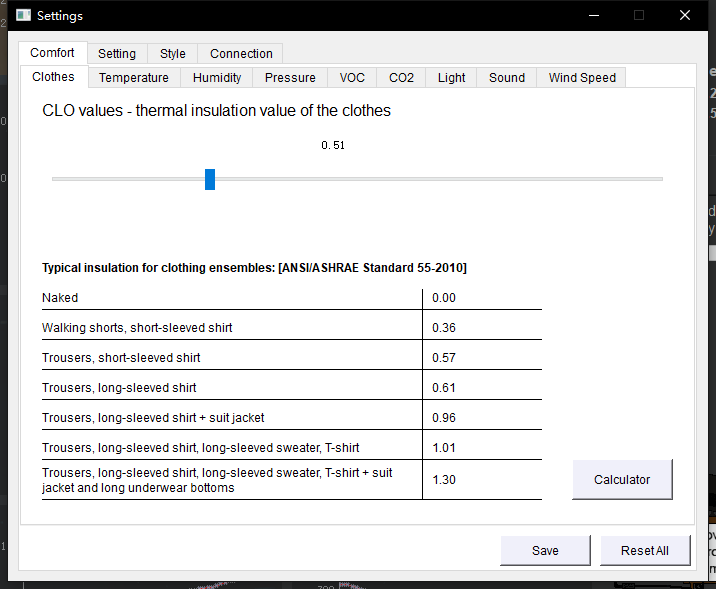 Settings
Comfort Setting Style Connection
Clothes Temperature Humidity Pressure VOC CO2 Light Sound Wind Speed
CLO values - thermal insulation value of the clothes
0.51
Typical insulation for clothing ensembles: [ANSI/ASHRAE Standard 55-2010]
Naked 0.00
Walking shorts, short-sleeved shirt 0.36
Trousers, short-sleeved shirt 0.57
Trousers, long-sleeved shirt 0.61
Trousers, long-sleeved shirt + suit jacket 0.96
Trousers, long-sleeved shirt, long-sleeved sweater, T-shirt 1.01
Trousers, long-sleeved shirt, long-sleeved sweater, T-shirt + suit
jacket and long underwear bottoms 1.30
Calculator
Save Reset All